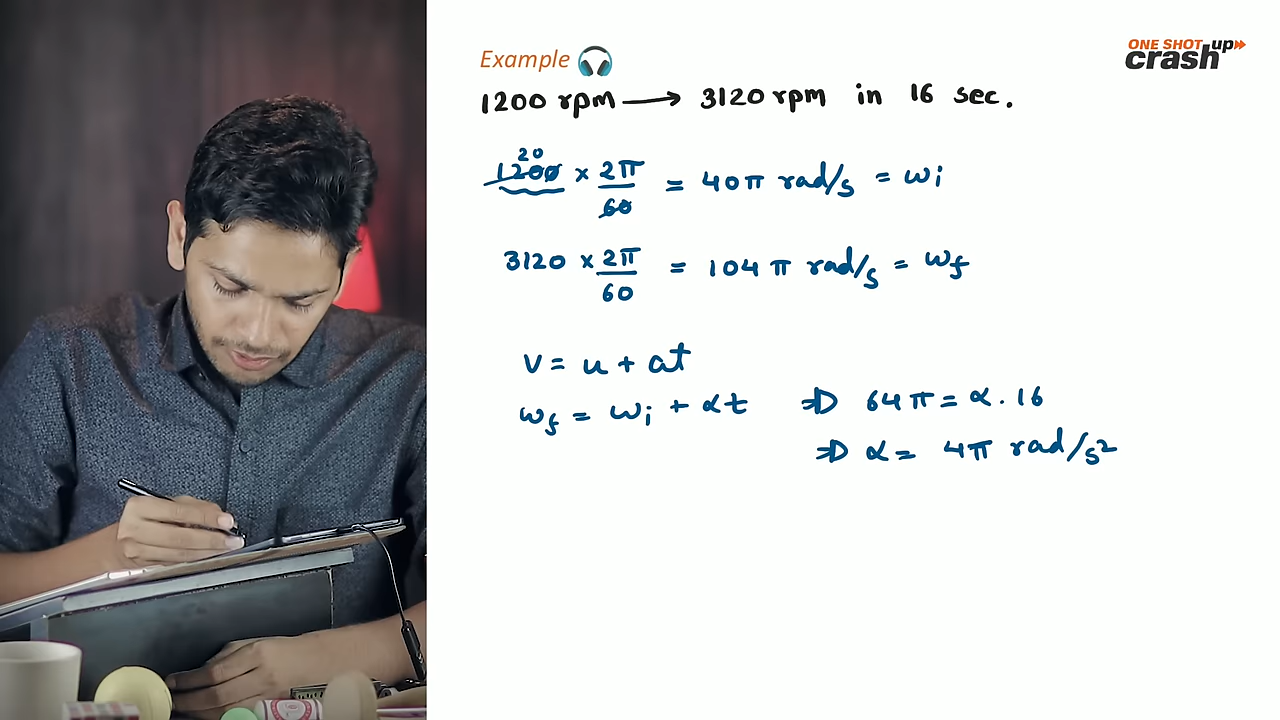 Example
ONE SHOT
crash up
1200 rpm → 3120 rpm in 16 sec.
20
1200 × 2π/60 = 40π rad/s = ωi
3120 × 2π/60 = 104π rad/s = ωf
v = u + at
ωf = ωi + αt ⇒ 64π = α . 16
⇒ α = 4π rad/s²